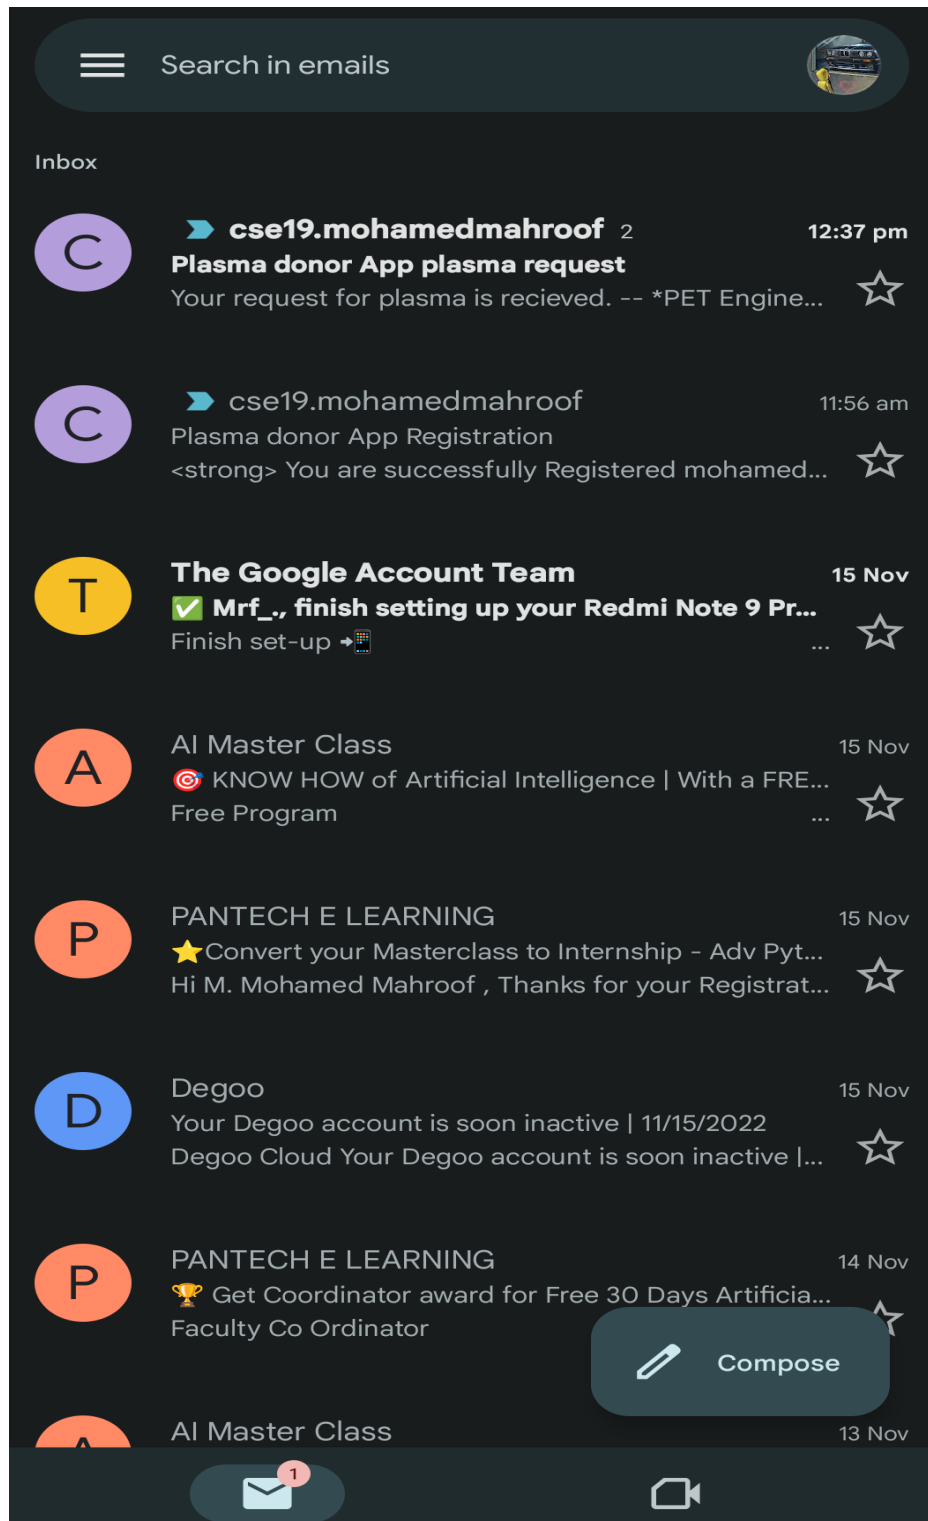 Search in emails
Inbox
C
cse19.mohamedmahroof 2
12:37 pm
Plasma donor App plasma request
Your request for plasma is recieved. -- *PET Engine...
C
cse19.mohamedmahroof
11:56 am
Plasma donor App Registration
<strong> You are successfully Registered mohamed...
T
The Google Account Team
15 Nov
✅ Mrf_., finish setting up your Redmi Note 9 Pr...
Finish set-up 📲 ...
A
AI Master Class
15 Nov
🎯 KNOW HOW of Artificial Intelligence | With a FRE...
Free Program ...
P
PANTECH E LEARNING
15 Nov
⭐Convert your Masterclass to Internship - Adv Pyt...
Hi M. Mohamed Mahroof , Thanks for your Registrat...
D
Degoo
15 Nov
Your Degoo account is soon inactive | 11/15/2022
Degoo Cloud Your Degoo account is soon inactive |...
P
PANTECH E LEARNING
14 Nov
🏆 Get Coordinator award for Free 30 Days Artificia...
Faculty Co Ordinator
Compose
A
AI Master Class
13 Nov
1